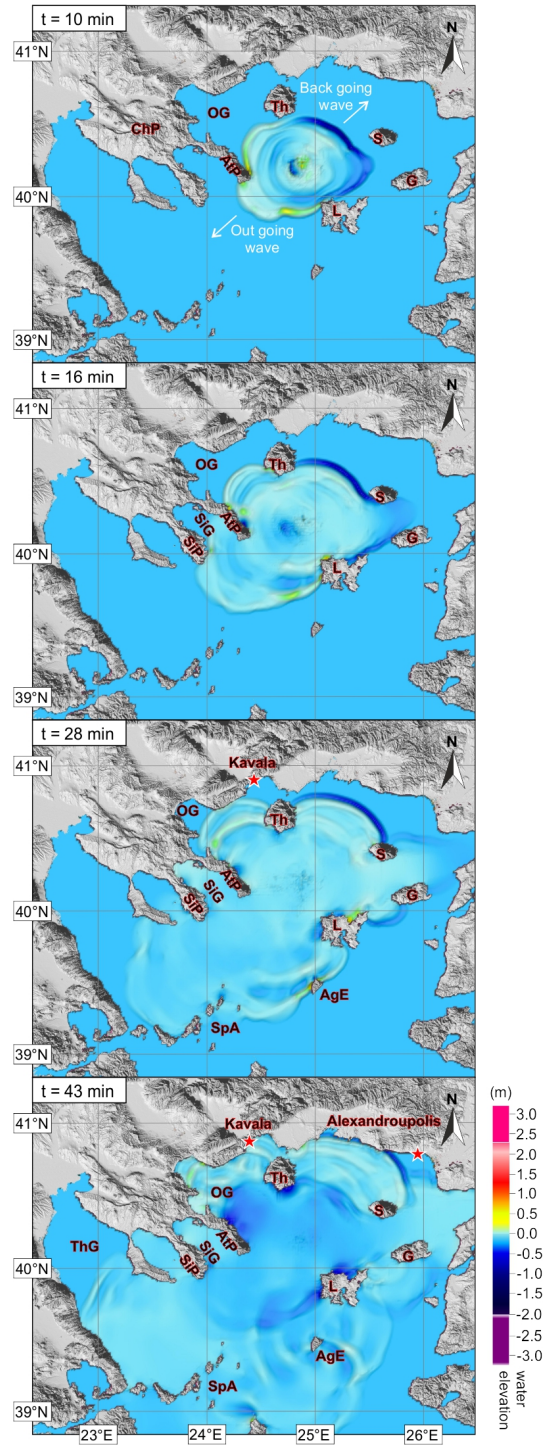 t = 10 min
N
41°N
Back going
wave
OG
Th
ChP
S
AtP
G
40°N
L
Out going
wave
39°N
t = 16 min
N
41°N
OG
Th
S
SiG
AtP
G
SiP
40°N
L
39°N
t = 28 min
N
Kavala
41°N
OG
Th
S
AtP
SiG
G
SiP
40°N
L
AgE
SpA
39°N
t = 43 min
N
(m)
Kavala
Alexandroupolis
41°N
3.0
2.5
2.0
1.5
1.0
0.5
0.0
-0.5
-1.0
-1.5
-2.0
-2.5
-3.0
Th
OG
S
AtP
ThG
SiG
G
SiP
40°N
L
AgE
SpA
39°N
water
elevation
23°E
24°E
25°E
26°E